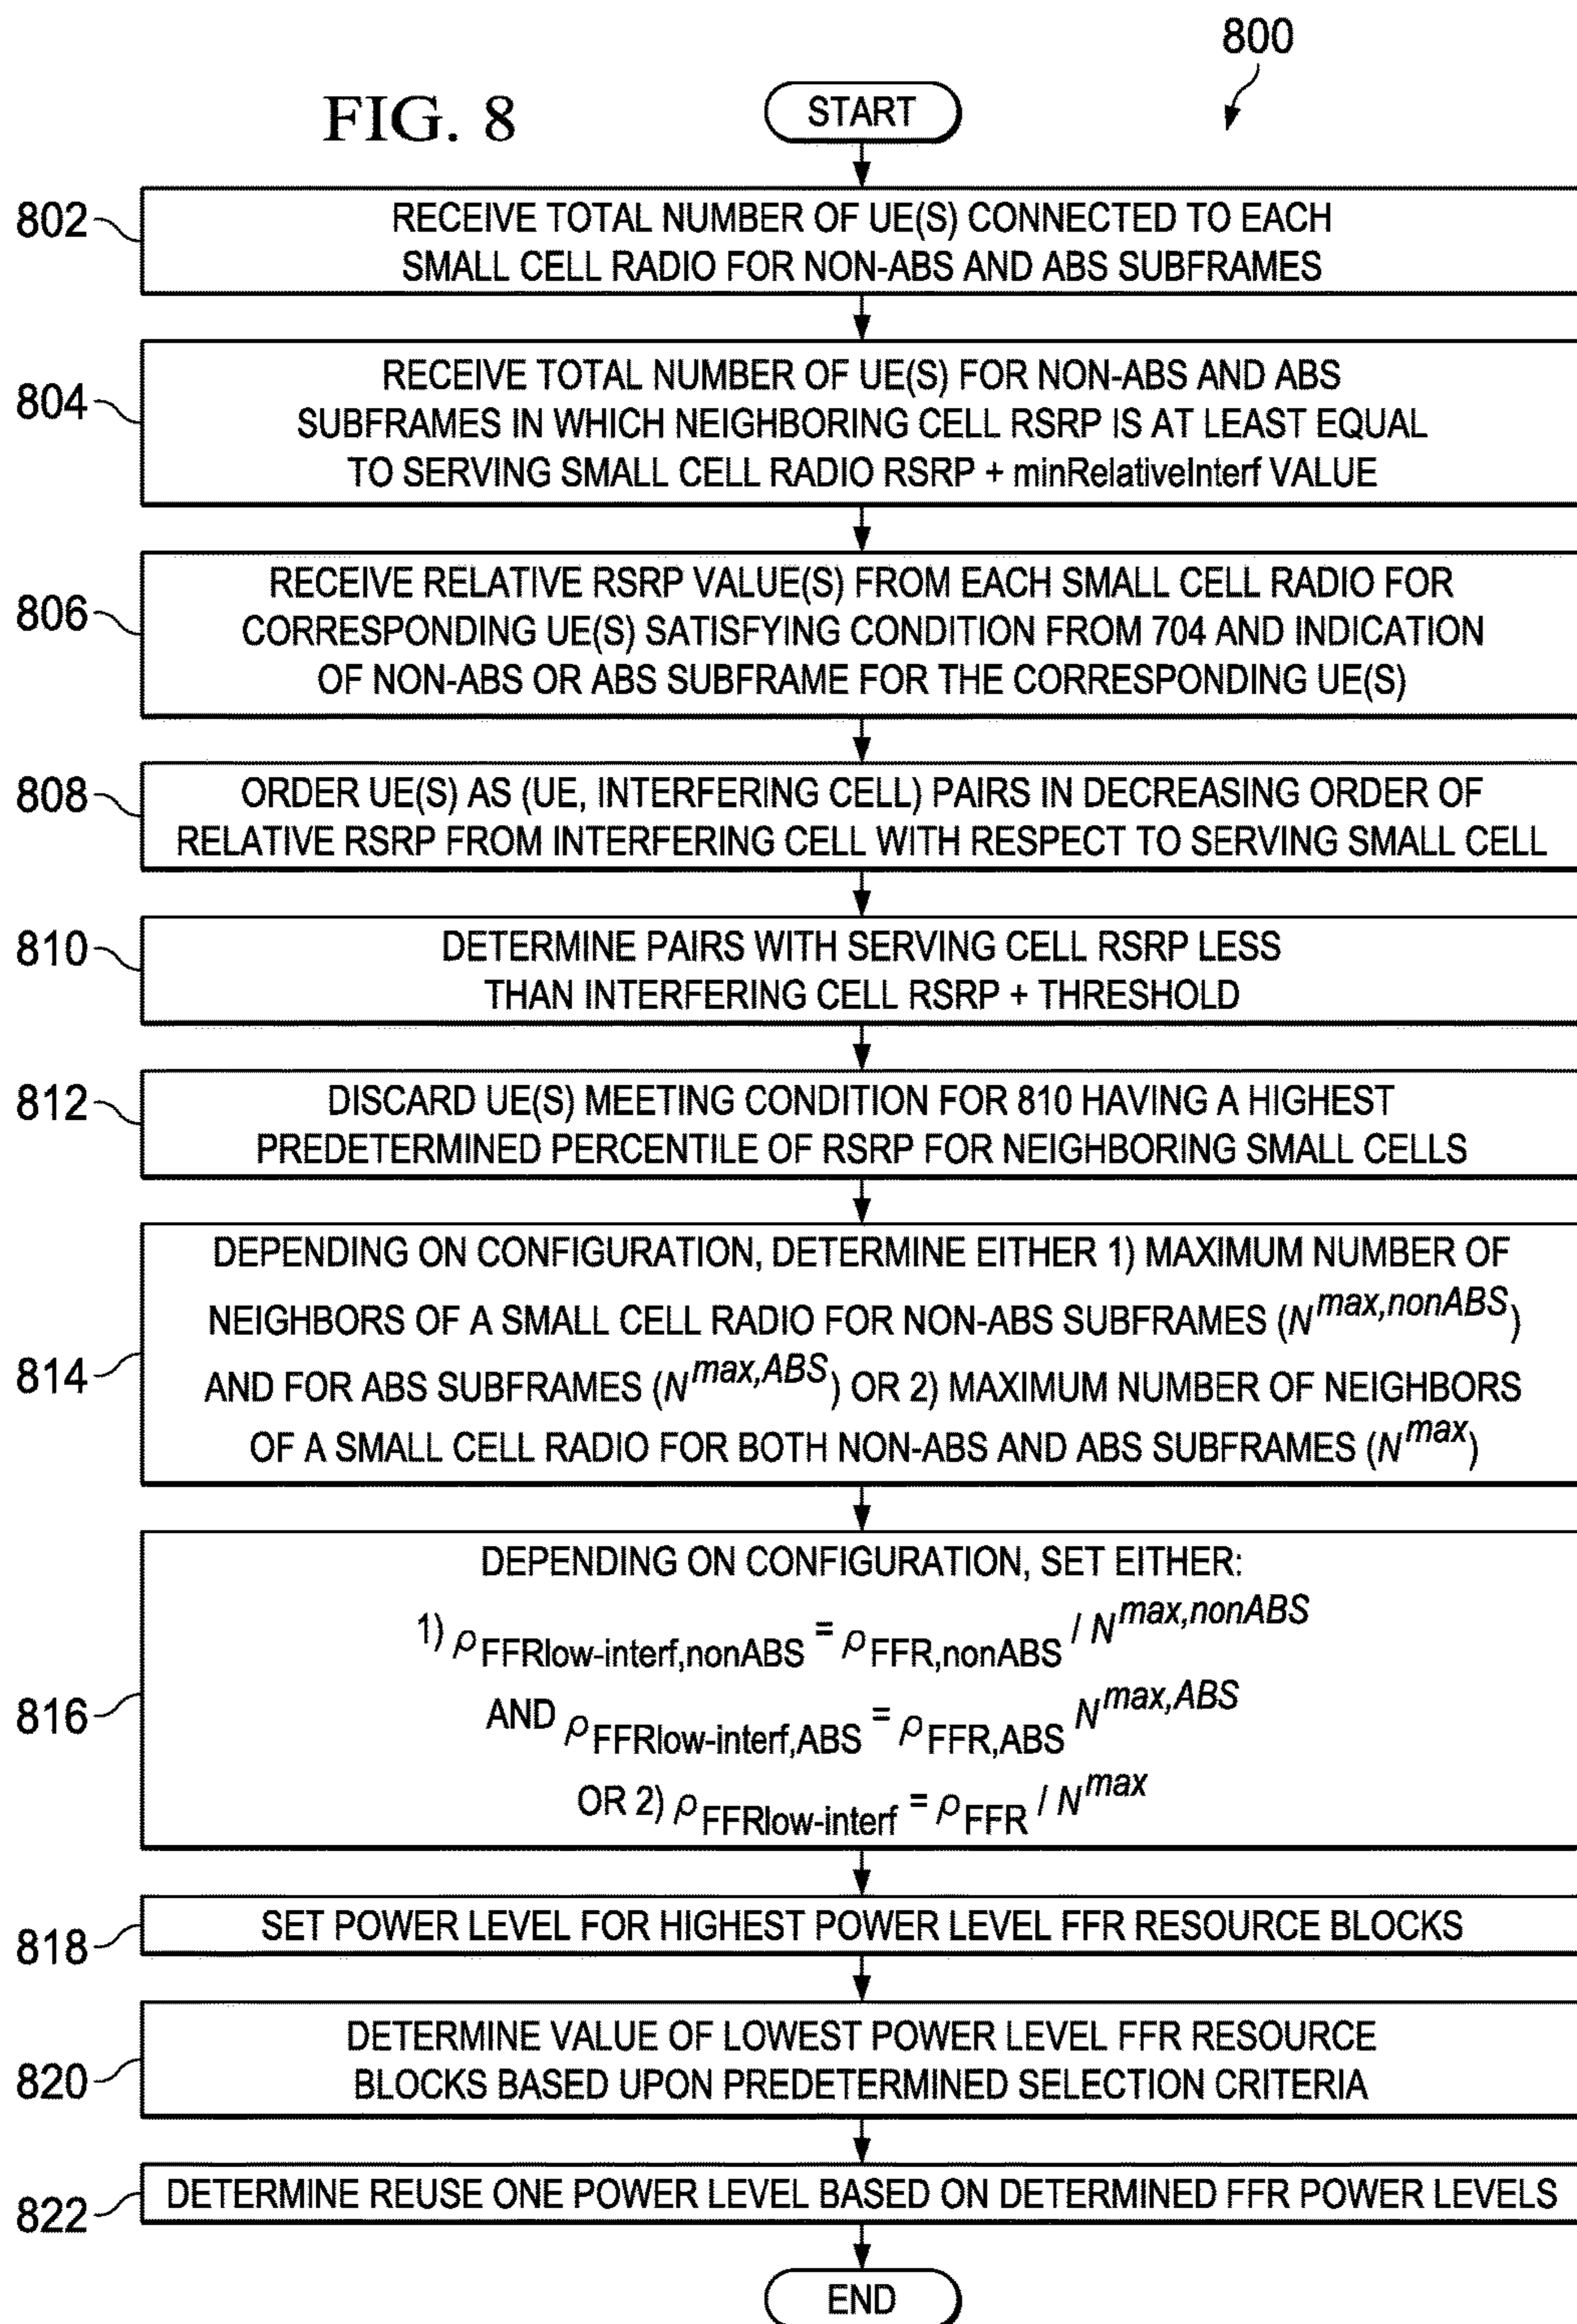 800
FIG. 8
START
802
RECEIVE TOTAL NUMBER OF UE(S) CONNECTED TO EACH
SMALL CELL RADIO FOR NON-ABS AND ABS SUBFRAMES
804
RECEIVE TOTAL NUMBER OF UE(S) FOR NON-ABS AND ABS
SUBFRAMES IN WHICH NEIGHBORING CELL RSRP IS AT LEAST EQUAL
TO SERVING SMALL CELL RADIO RSRP + minRelativeInterf VALUE
806
RECEIVE RELATIVE RSRP VALUE(S) FROM EACH SMALL CELL RADIO FOR
CORRESPONDING UE(S) SATISFYING CONDITION FROM 704 AND INDICATION
OF NON-ABS OR ABS SUBFRAME FOR THE CORRESPONDING UE(S)
808
ORDER UE(S) AS (UE, INTERFERING CELL) PAIRS IN DECREASING ORDER OF
RELATIVE RSRP FROM INTERFERING CELL WITH RESPECT TO SERVING SMALL CELL
810
DETERMINE PAIRS WITH SERVING CELL RSRP LESS
THAN INTERFERING CELL RSRP + THRESHOLD
812
DISCARD UE(S) MEETING CONDITION FOR 810 HAVING A HIGHEST
PREDETERMINED PERCENTILE OF RSRP FOR NEIGHBORING SMALL CELLS
814
DEPENDING ON CONFIGURATION, DETERMINE EITHER 1) MAXIMUM NUMBER OF
NEIGHBORS OF A SMALL CELL RADIO FOR NON-ABS SUBFRAMES (N^max,nonABS)
AND FOR ABS SUBFRAMES (N^max,ABS) OR 2) MAXIMUM NUMBER OF NEIGHBORS
OF A SMALL CELL RADIO FOR BOTH NON-ABS AND ABS SUBFRAMES (N^max)
816
DEPENDING ON CONFIGURATION, SET EITHER:
1) ρ_FFRlow-interf,nonABS = ρ_FFR,nonABS / N^max,nonABS
AND ρ_FFRlow-interf,ABS = ρ_FFR,ABS N^max,ABS
OR 2) ρ_FFRlow-interf = ρ_FFR / N^max
818
SET POWER LEVEL FOR HIGHEST POWER LEVEL FFR RESOURCE BLOCKS
820
DETERMINE VALUE OF LOWEST POWER LEVEL FFR RESOURCE
BLOCKS BASED UPON PREDETERMINED SELECTION CRITERIA
822
DETERMINE REUSE ONE POWER LEVEL BASED ON DETERMINED FFR POWER LEVELS
END